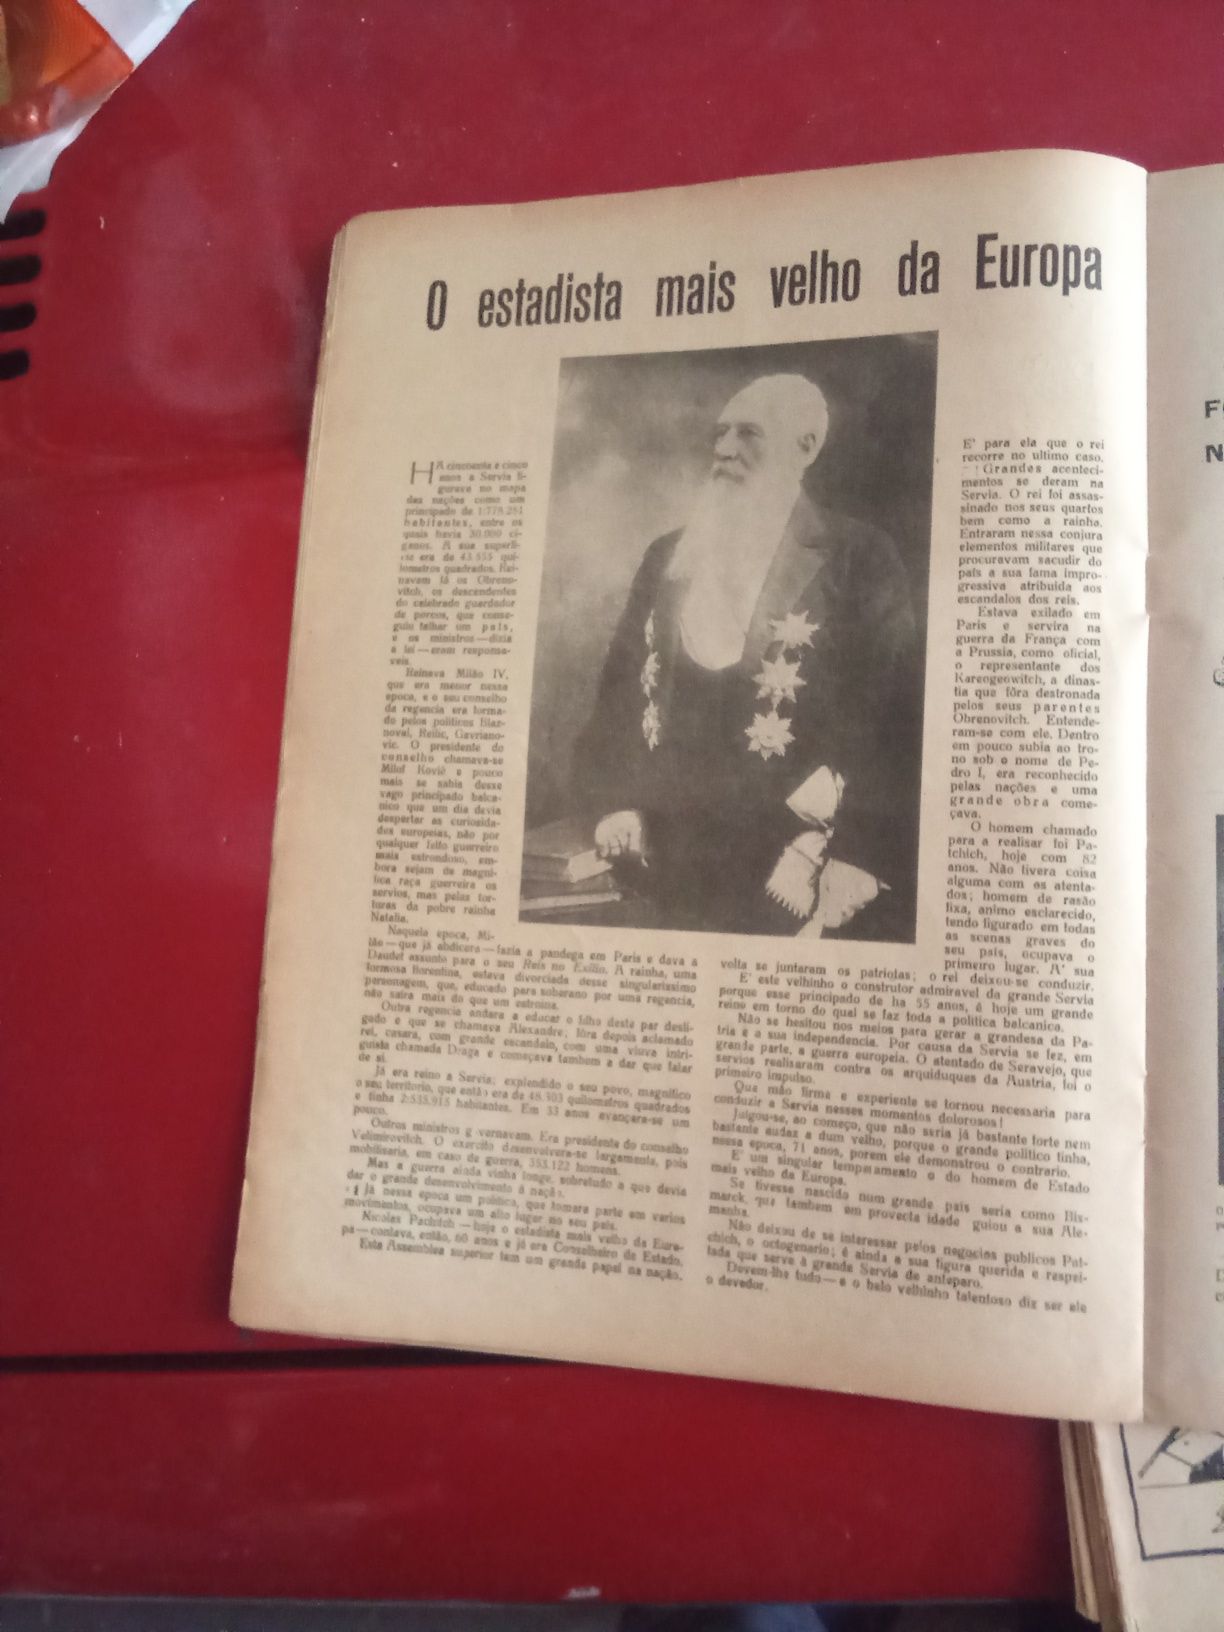 O estadista mais velho da Europa
HA cincoenta e cinco
anos a Servia fi-
gurava no mapa
das nações como um
principado de
habitantes, entre os
quais havia 30.000 ci-
ganos. A sua superfi-
cie era de 43.555 qui-
lometros quadrados. Rei-
navam lá os Obreno-
vitch, os descendentes
do celebrado guardador
de porcos, que conse-
guiu talhar um país,
e os ministros—dizia
a lei—eram responsa-
veis.
Reinava Milão IV,
que era menor nessa
epoca, e o seu conselho
da regencia era forma-
do pelos politicos Blaz-
noval, Gavriano-
vic. O presidente do
conselho chamava-se
Milof Kovié e pouco
mais se sabia desse
vago principado balca-
nico que um dia devia
despertar as curiosida-
des europeias, não por
qualquer feito guerreiro
mais estrondoso, em-
bora sejam da magni-
fica raça guerreira os
servios, mas pelas tor-
turas da pobre rainha
Natalia.
Naquela epoca, Mi-
lão—que já abdicara—fazia a pandega em Paris e dava a
Daudet assunto para o seu Reis no Exilio. A rainha, uma
formosa florentina, estava divorciada desse singularissimo
personagem, que, educado para soberano por uma regencia,
não saíra mais do que um estroina.
Outra regencia andara a educar o filho deste par desli-
gado e que se chamava Alexandre; fôra depois aclamado
rei, casara, com grande escandalo, com uma viuva intri-
guista chamada Draga e começava tambem a dar que falar
de si.
Já era reino a Servia; explendido o seu povo, magnifico
o seu territorio, que então era de 48.303 quilometros quadrados
e tinha 2:535.915 habitantes. Em 33 anos avançara-se um
pouco.
Outros ministros g vernavam. Era presidente do conselho
Velimirovitch. O exercito desenvolvera-se largamente, pois
mobilisaria, em caso de guerra, 353.122 homens.
Mas a guerra ainda vinha longe, sobretudo a que devia
dar o grande desenvolvimento á nação.
Já nessa epoca um politico, que tomara parte em varios
movimentos, ocupava um alto lugar no seu país.
Nicolas Pachitch—hoje o estadista mais velho da Euro-
pa—contava, então, 60 anos e já era Conselheiro de Estado.
Esta Assemblea superior tem um grande papel na nação.
E' para ela que o rei
recorre no ultimo caso.
Grandes aconteci-
mentos se deram na
Servia. O rei foi assas-
sinado nos seus quartos
bem como a rainha.
Entraram nessa conjura
elementos militares que
procuravam sacudir do
país a sua fama impro-
gressiva atribuida aos
escandalos dos reis.
Estava exilado em
Paris e servira na
guerra da França com
a Prussia, como oficial,
o representante dos
Kareogeowitch, a dinas-
tia que fôra destronada
pelos seus parentes
Obrenovitch. Entende-
ram-se com ele. Dentro
em pouco subia ao tro-
no sob o nome de Pe-
dro I, era reconhecido
pelas nações e uma
grande obra come-
çava.
O homem chamado
para a realisar foi Pa-
tchich, hoje com 82
anos. Não tivera coisa
alguma com os atenta-
dos; homem de rasão
fixa, animo esclarecido,
tendo figurado em todas
as scenas graves do
seu país, ocupava o
primeiro lugar. A' sua
volta se juntaram os patriotas; o rei deixou-se conduzir.
E' este velhinho o construtor admiravel da grande Servia
porque esse principado de ha 55 anos, é hoje um grande
reino em torno do qual se faz toda a politica balcanica.
Não se hesitou nos meios para gerar a grandesa da Pa-
tria e a sua independencia. Por causa da Servia se fez, em
grande parte, a guerra europeia. O atentado de Seravejo, que
servios realisaram contra os arquiduques da Austria, foi o
primeiro impulso.
Que mão firme e experiente se tornou necessaria para
conduzir a Servia nesses momentos dolorosos!
Julgou-se, ao começo, que não seria já bastante forte nem
bastante audaz a dum velho, porque o grande politico tinha,
nessa epoca, 71 anos, porem ele demonstrou o contrario.
E' um singular temperamento o do homem de Estado
mais velho da Europa.
Se tivesse nascido num grande país seria como Bis-
marck, que tambem em provecta idade guiou a sua Ale-
manha.
Não deixou de se interessar pelos negocios publicos Pat-
chich, o octogenario; é ainda a sua figura querida e respei-
tada que serve á grande Servia de anteparo.
Devem-lhe tudo—e o belo velhinho talentoso diz ser ele
o devedor.
F
N